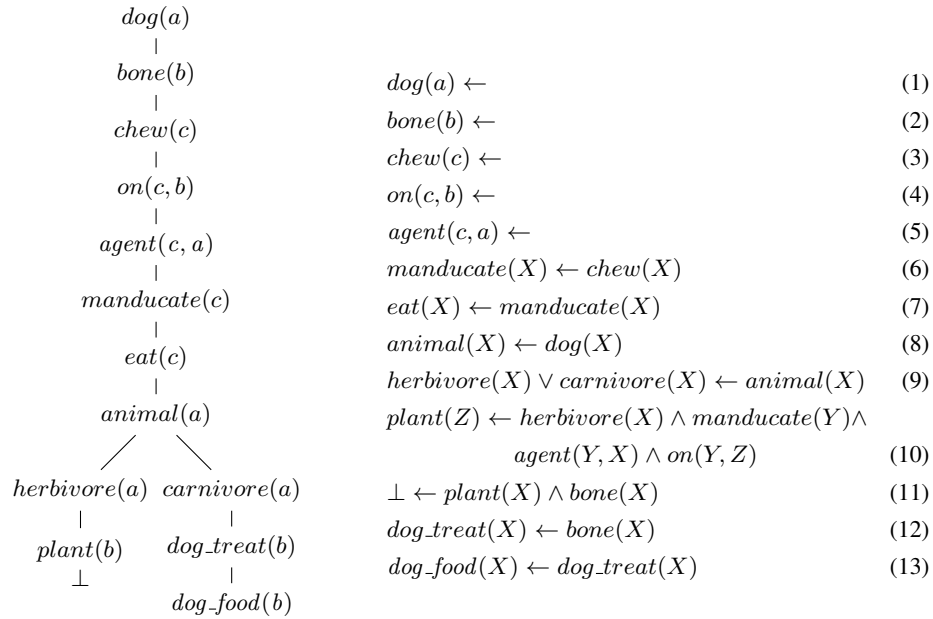 dog(a)
bone(b)
chew(c)
on(c, b)
agent(c, a)
manducate(c)
eat(c)
animal(a)
herbivore(a) carnivore(a)
plant(b) dog_treat(b)
⊥
dog_food(b)
dog(a) ← (1)
bone(b) ← (2)
chew(c) ← (3)
on(c, b) ← (4)
agent(c, a) ← (5)
manducate(X) ← chew(X) (6)
eat(X) ← manducate(X) (7)
animal(X) ← dog(X) (8)
herbivore(X) ∨ carnivore(X) ← animal(X) (9)
plant(Z) ← herbivore(X) ∧ manducate(Y)∧
agent(Y, X) ∧ on(Y, Z) (10)
⊥ ← plant(X) ∧ bone(X) (11)
dog_treat(X) ← bone(X) (12)
dog_food(X) ← dog_treat(X) (13)